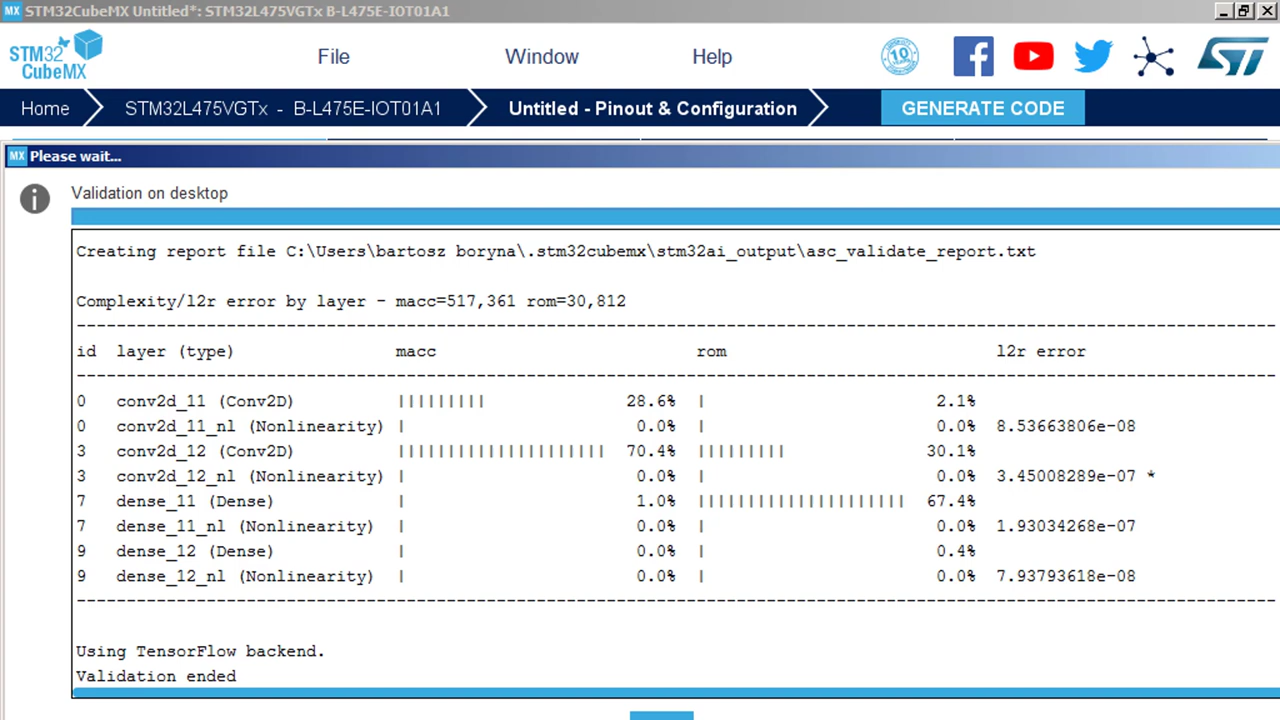 MX STM32CubeMX Untitled*: STM32L475VGTx B-L475E-IOT01A1
STM32
CubeMX
File Window Help
10
Home STM32L475VGTx - B-L475E-IOT01A1 Untitled - Pinout & Configuration GENERATE CODE
MX Please wait...
Validation on desktop
Creating report file C:\Users\bartosz boryna\.stm32cubemx\stm32ai_output\asc_validate_report.txt
Complexity/l2r error by layer - macc=517,361 rom=30,812
--------------------------------------------------------------------------------
id layer (type) macc rom l2r error
--------------------------------------------------------------------------------
0 conv2d_11 (Conv2D) ||||||||| 28.6% | 2.1%
0 conv2d_11_nl (Nonlinearity) | 0.0% | 0.0% 8.53663806e-08
3 conv2d_12 (Conv2D) ||||||||||||||||||||| 70.4% ||||||||| 30.1%
3 conv2d_12_nl (Nonlinearity) | 0.0% | 0.0% 3.45008289e-07 *
7 dense_11 (Dense) | 1.0% ||||||||||||||||||||| 67.4%
7 dense_11_nl (Nonlinearity) | 0.0% | 0.0% 1.93034268e-07
9 dense_12 (Dense) | 0.0% | 0.4%
9 dense_12_nl (Nonlinearity) | 0.0% | 0.0% 7.93793618e-08
--------------------------------------------------------------------------------
Using TensorFlow backend.
Validation ended